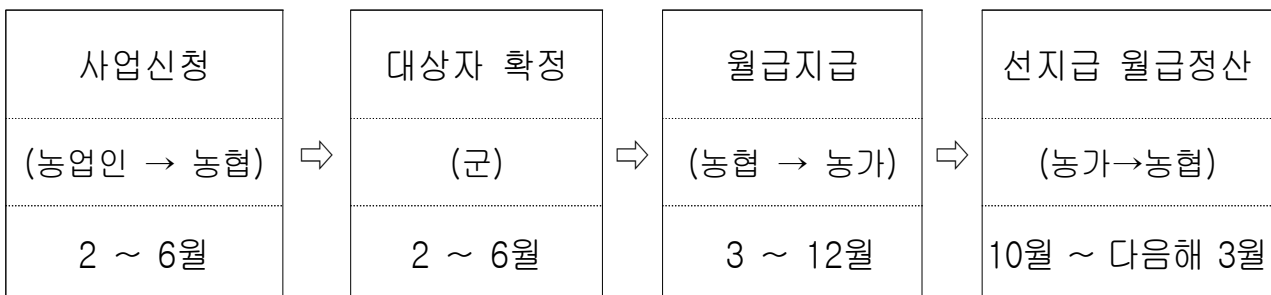 사업신청
(농업인 → 농협)
2 ~ 6월
⇨
대상자 확정
(군)
2 ~ 6월
⇨
월급지급
(농협 → 농가)
3 ~ 12월
⇨
선지급 월급정산
(농가→농협)
10월 ~ 다음해 3월